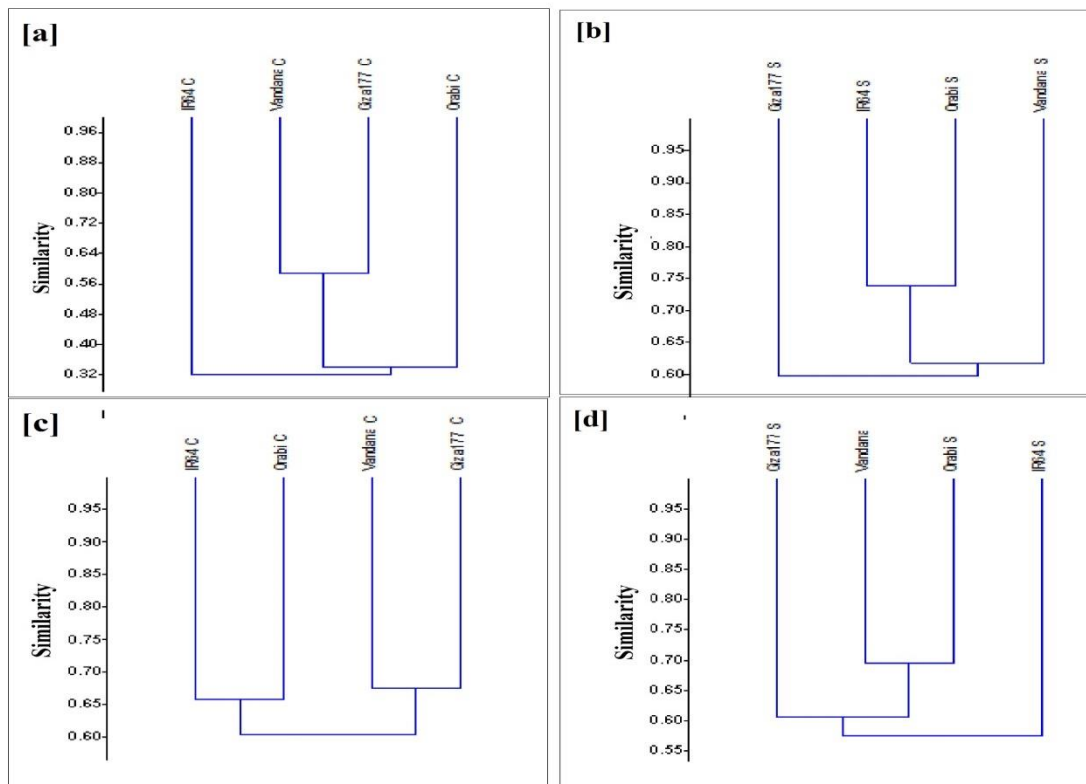 [a]
IR64 C
Vandana C
Giza177 C
Orabi C
0.96
0.88
0.80
0.72
0.64
0.56
0.48
0.40
0.32
Similarity
[b]
Giza177 S
IR64 S
Orabi S
Vandana S
0.95
0.90
0.85
0.80
0.75
0.70
0.65
0.60
Similarity
[c]
IR64 C
Orabi C
Vandana C
Giza177 C
0.95
0.90
0.85
0.80
0.75
0.70
0.65
0.60
Similarity
[d]
Giza177 S
Vandana
Orabi S
IR64 S
0.95
0.90
0.85
0.80
0.75
0.70
0.65
0.60
0.55
Similarity